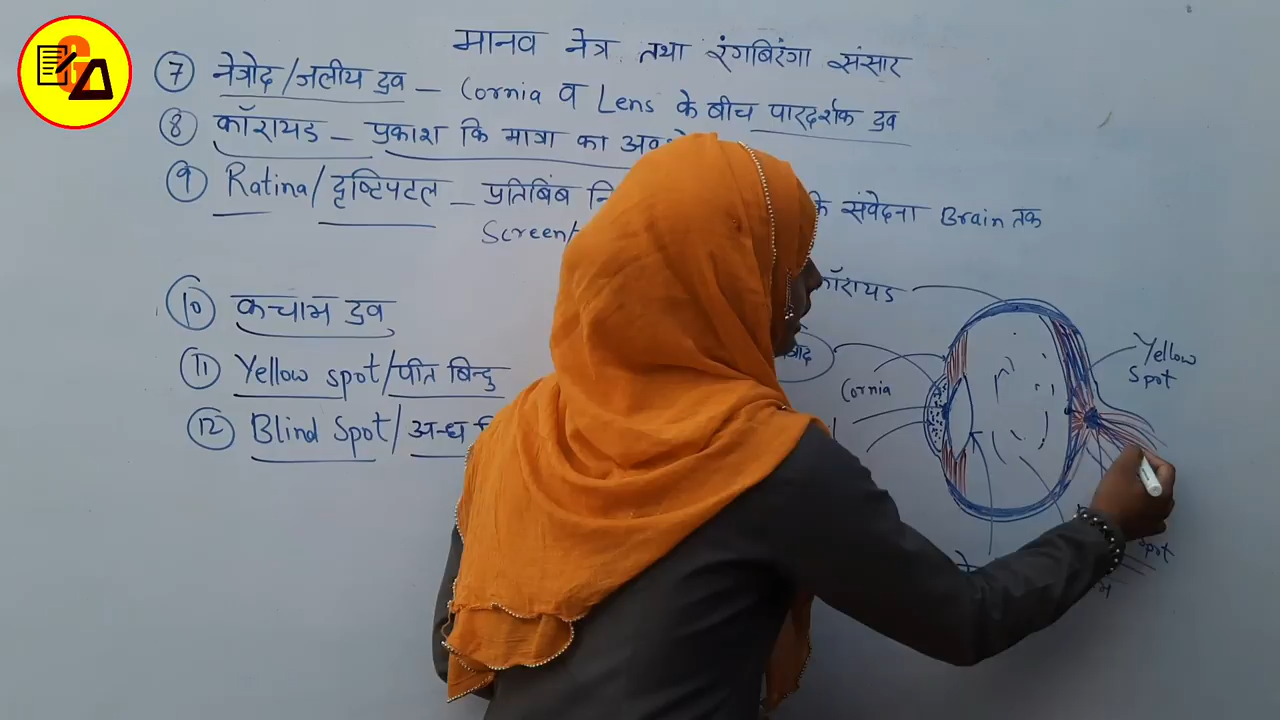 मानव नेत्र तथा रंगबिरंगा संसार
⑦ नेत्रोद/जलीय द्रव – Cornia व Lens के बीच पारदर्शक द्रव
⑧ कॉरायड – प्रकाश कि मात्रा का
⑨ Ratina/दृष्टिपटल – प्रतिबिंब कि संवेदना Brain तक
Screen/
कॉरायड
⑩ कचाभ द्रव
Yellow Spot
⑪ Yellow spot/पीत बिन्दु
Cornia
⑫ Blind Spot/अन्ध
Spot